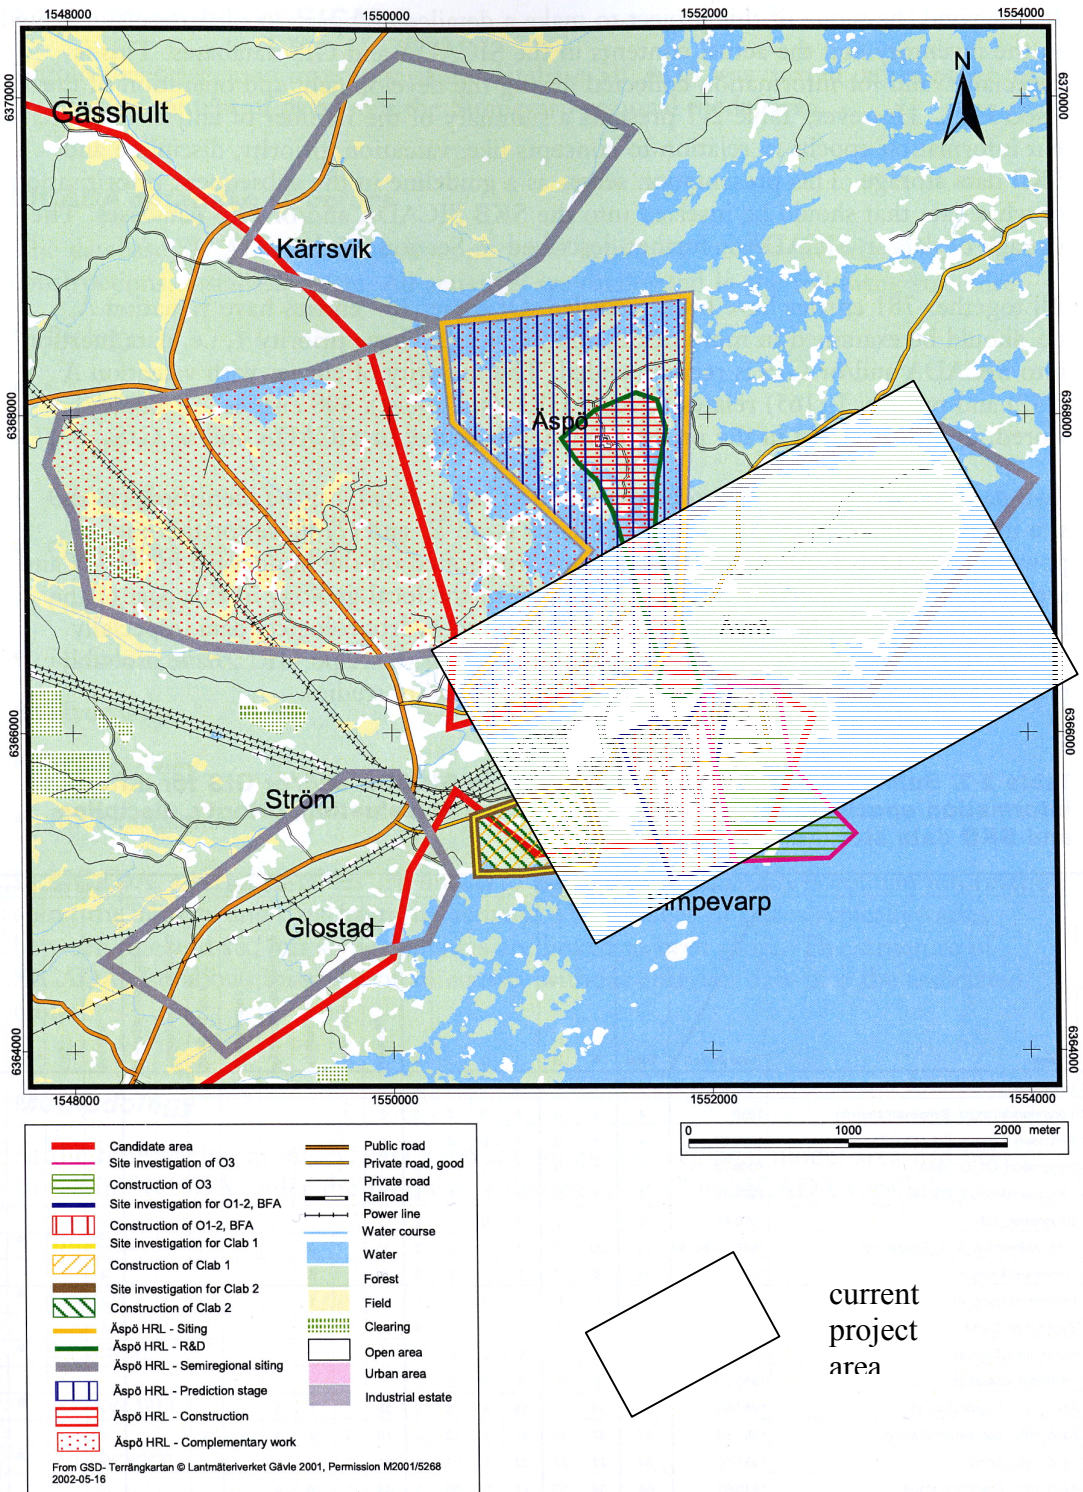 1548000
1550000
1552000
1554000
6370000
6370000
N
Gässhult
Kärrsvik
Äspö
6368000
6368000
6366000
6366000
Ström
Glostad
mpevarp
6364000
6364000
1548000
1550000
1552000
1554000
Candidate area
Site investigation of O3
Construction of O3
Site investigation for O1-2, BFA
Construction of O1-2, BFA
Site investigation for Clab 1
Construction of Clab 1
Site investigation for Clab 2
Construction of Clab 2
Äspö HRL - Siting
Äspö HRL - R&D
Äspö HRL - Semiregional siting
Äspö HRL - Prediction stage
Äspö HRL - Construction
Äspö HRL - Complementary work
Public road
Private road, good
Private road
Railroad
Power line
Water course
Water
Forest
Field
Clearing
Open area
Urban area
Industrial estate
From GSD- Terrängkartan © Lantmäteriverket Gävle 2001, Permission M2001/5268
2002-05-16
0 1000 2000 meter
current
project
area